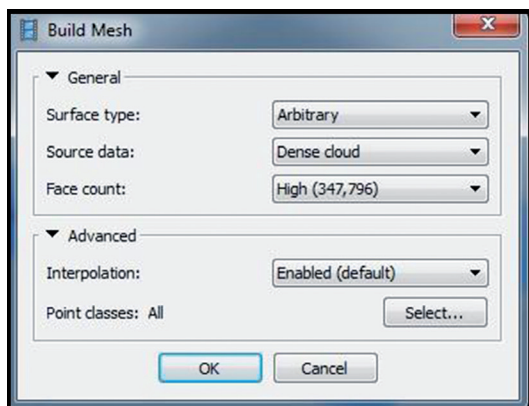 Build Mesh
General
Surface type: Arbitrary
Source data: Dense cloud
Face count: High (347,796)
Advanced
Interpolation: Enabled (default)
Point classes: All Select...
OK Cancel